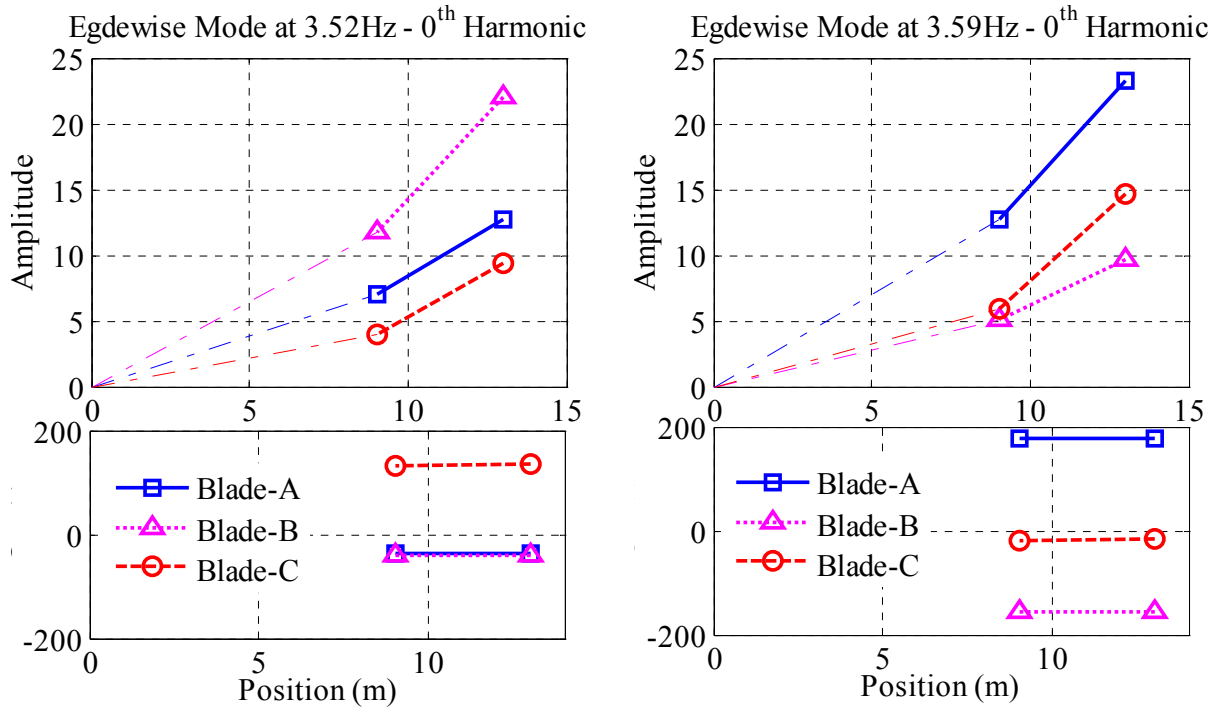 Egdewise Mode at 3.52Hz - 0th Harmonic
25
20
15
10
5
0
Amplitude
0 5 10 15
200
0
-200
Blade-A
Blade-B
Blade-C
0 5 10
Position (m)
Egdewise Mode at 3.59Hz - 0th Harmonic
25
20
15
10
5
0
Amplitude
0 5 10 15
200
0
-200
Blade-A
Blade-B
Blade-C
0 5 10
Position (m)